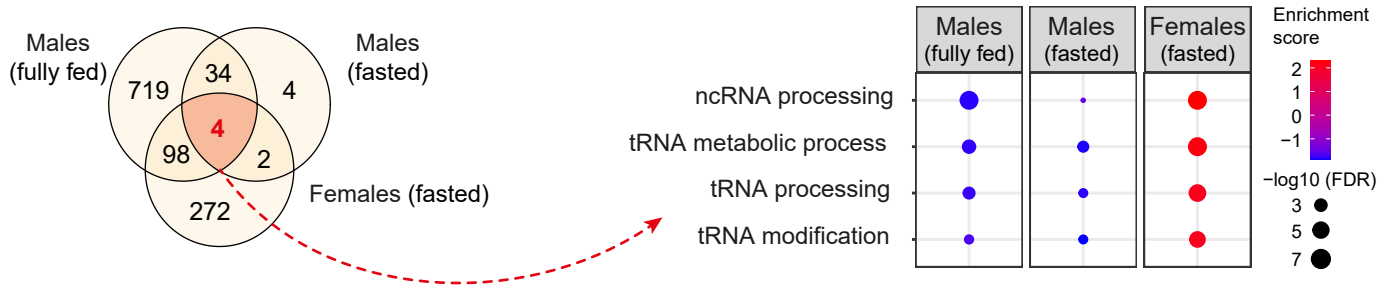 Males
(fully fed)
Males
(fasted)
719
34
4
4
98
2
272
Females (fasted)
Males
(fully fed)
Males
(fasted)
Females
(fasted)
ncRNA processing
tRNA metabolic process
tRNA processing
tRNA modification
Enrichment
score
2
1
0
−1
−log10 (FDR)
3
5
7